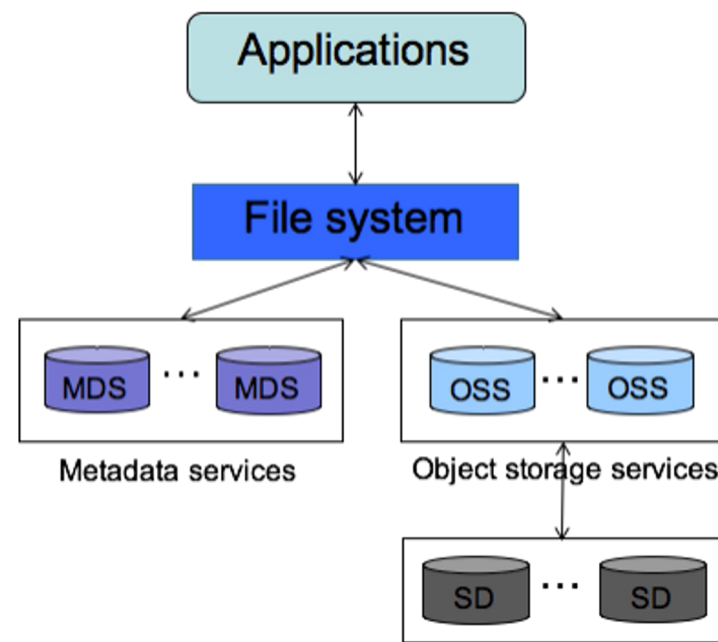 Applications
File system
MDS ... MDS
OSS ... OSS
Metadata services
Object storage services
SD ... SD